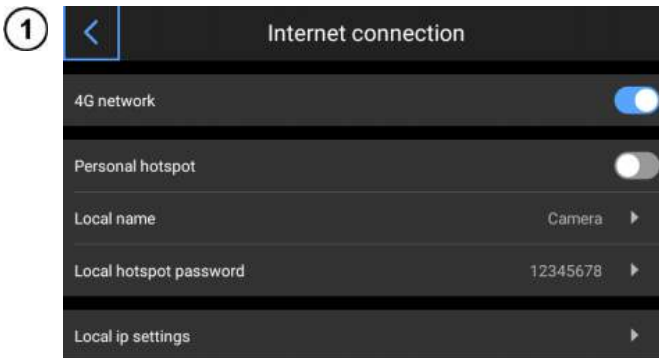 1
Internet connection
4G network
Personal hotspot
Local name Camera
Local hotspot password 12345678
Local ip settings